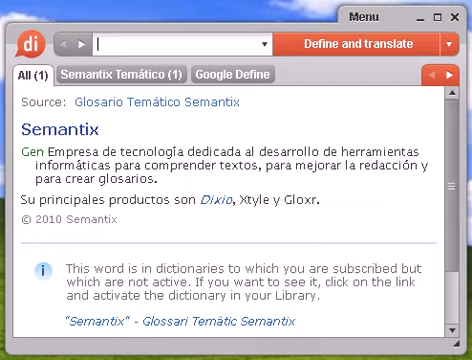 Menu
di
Define and translate
All (1)
Semantix Temático (1)
Google Define
Source: Glosario Temático Semantix
Semantix
Gen Empresa de tecnología dedicada al desarrollo de herramientas
informáticas para comprender textos, para mejorar la redacción y
para crear glosarios.
Su principales productos son Dixio, Xtyle y Gloxr.
© 2010 Semantix
i
This word is in dictionaries to which you are subscribed but
which are not active. If you want to see it, click on the link
and activate the dictionary in your Library.
"Semantix" - Glossari Temàtic Semantix